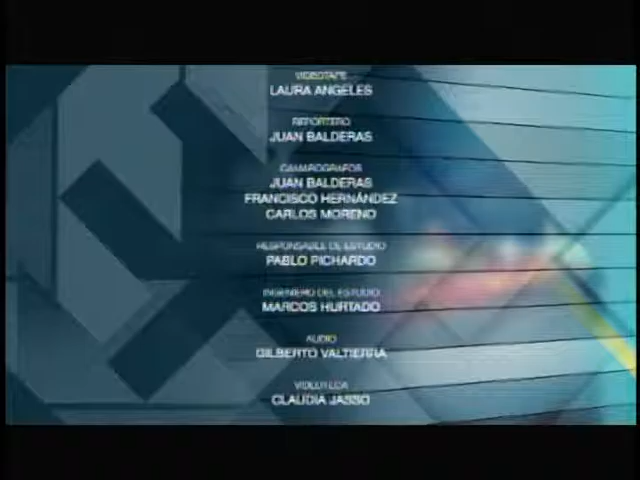 VIDEOTAPE
LAURA ANGELES
REPORTERO
JUAN BALDERAS
CAMAROGRAFOS
JUAN BALDERAS
FRANCISCO HERNÁNDEZ
CARLOS MORENO
RESPONSABLE DE ESTUDIO
PABLO PICHARDO
INGENIERO DEL ESTUDIO
MARCOS HURTADO
AUDIO
GILBERTO VALTIERRA
VIDEOTECA
CLAUDIA JASSO